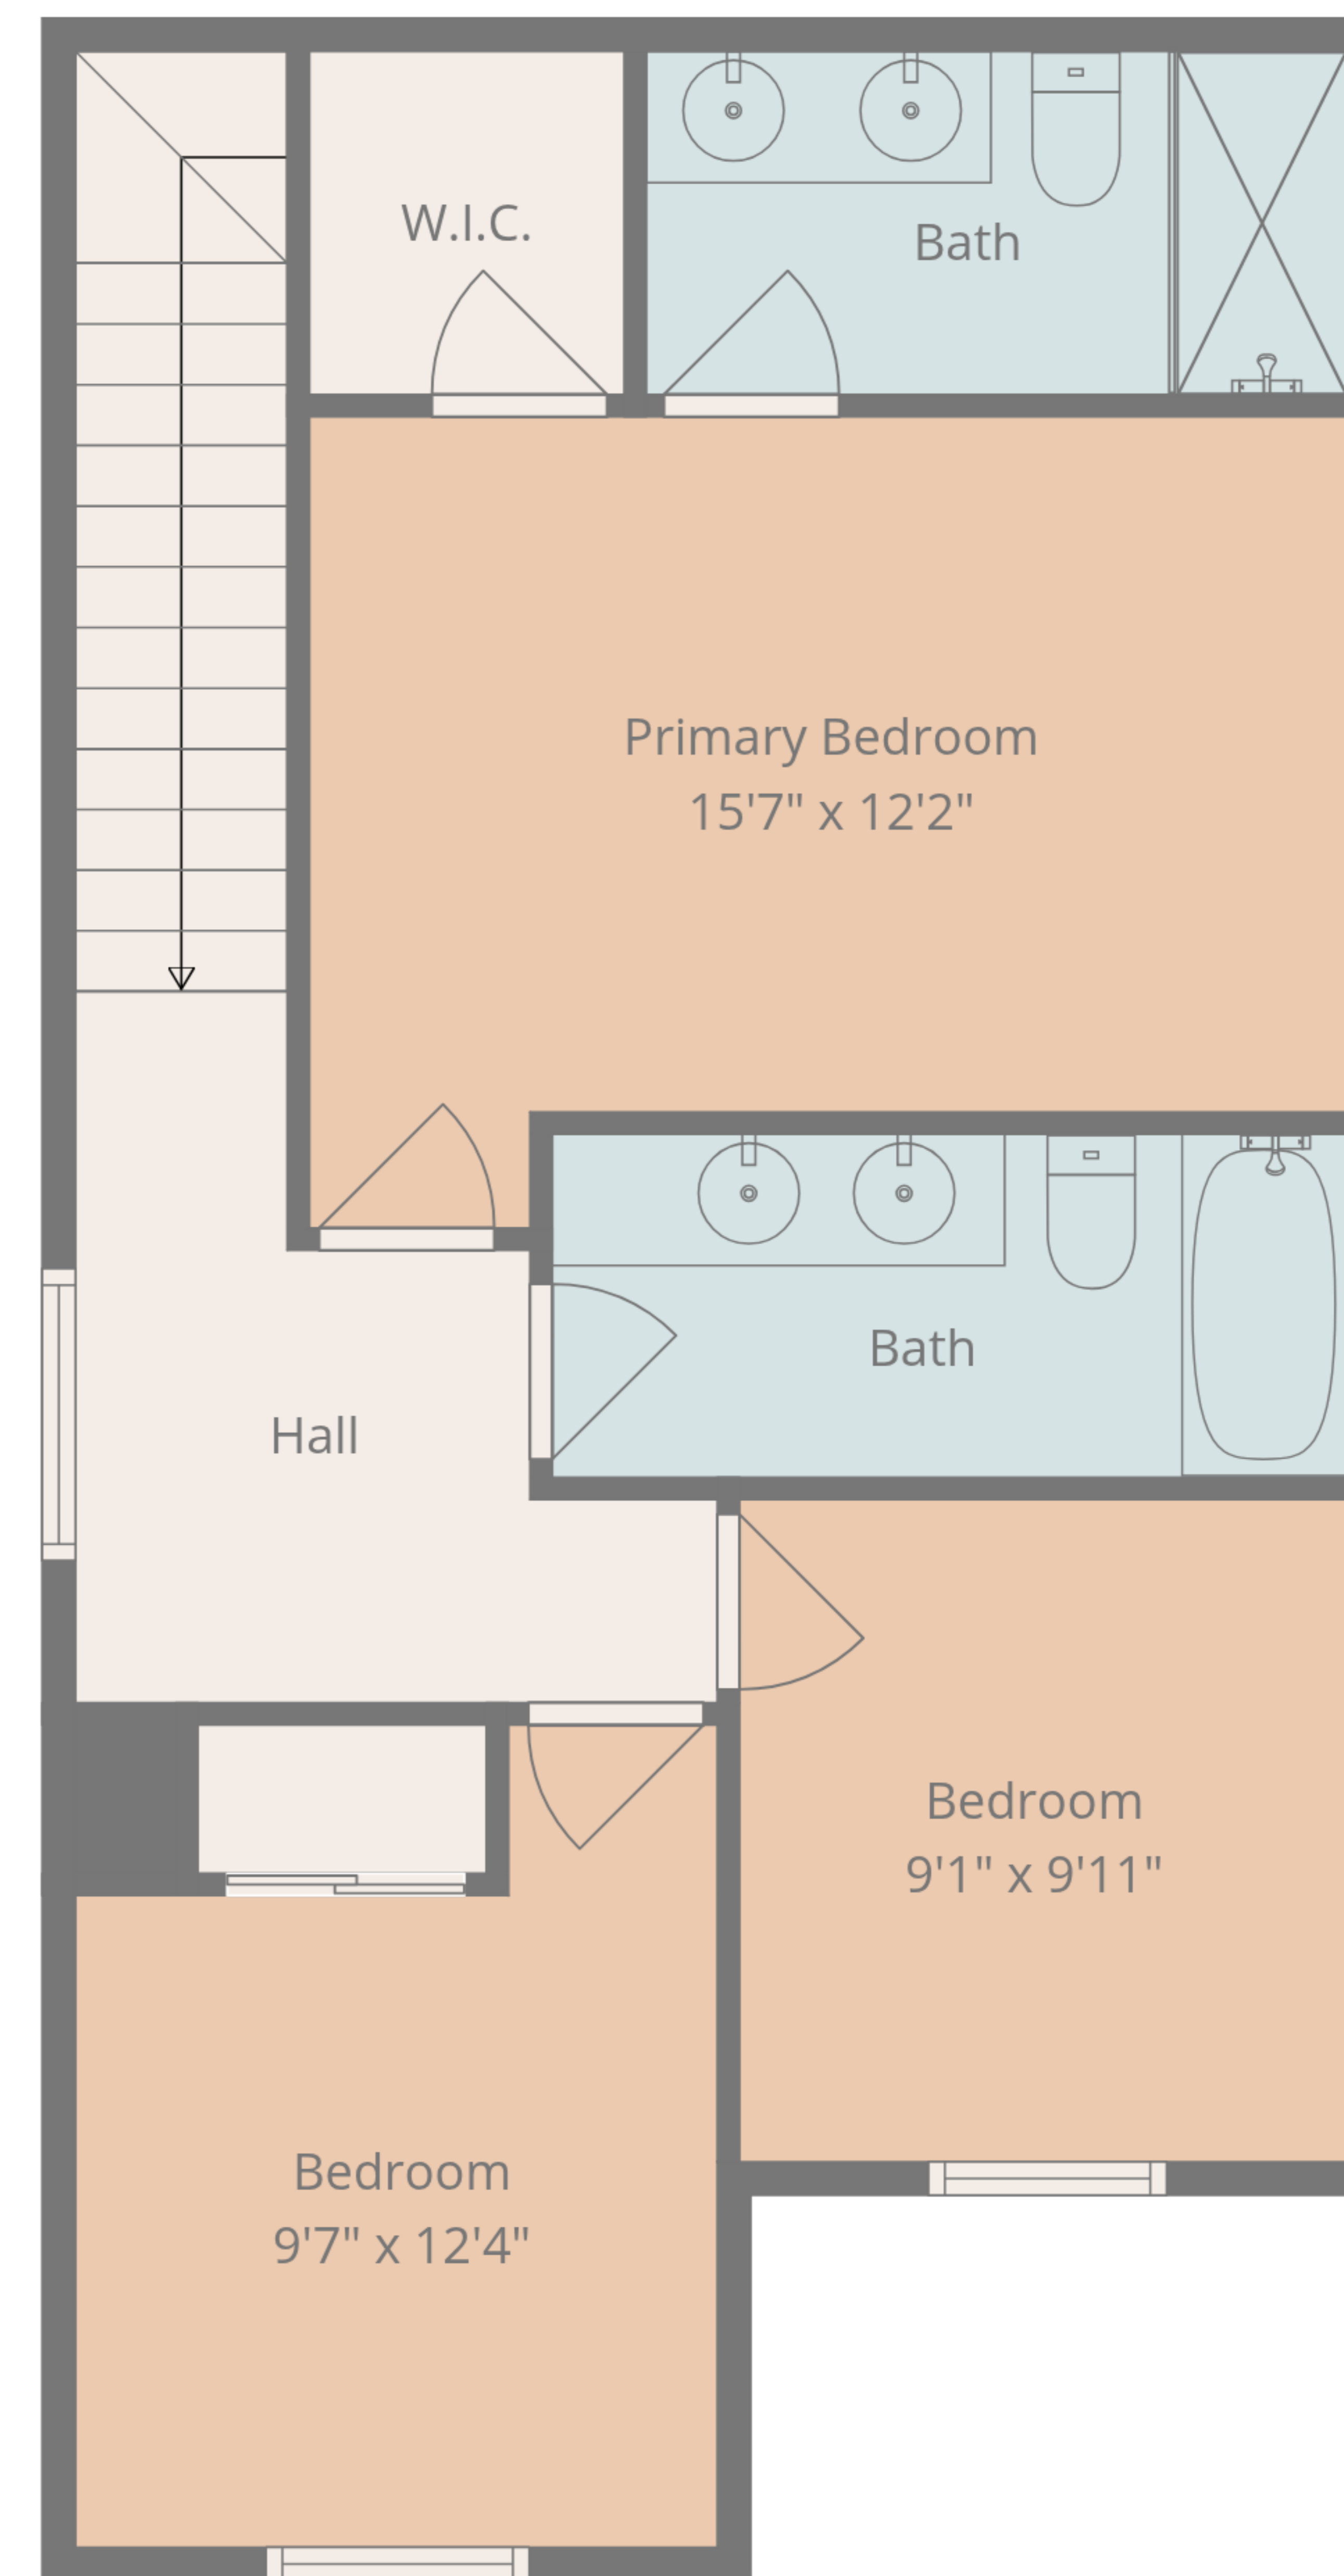 W.I.C.
Bath
Primary Bedroom
15'7" x 12'2"
Bath
Hall
Bedroom
9'1" x 9'11"
Bedroom
9'7" x 12'4"